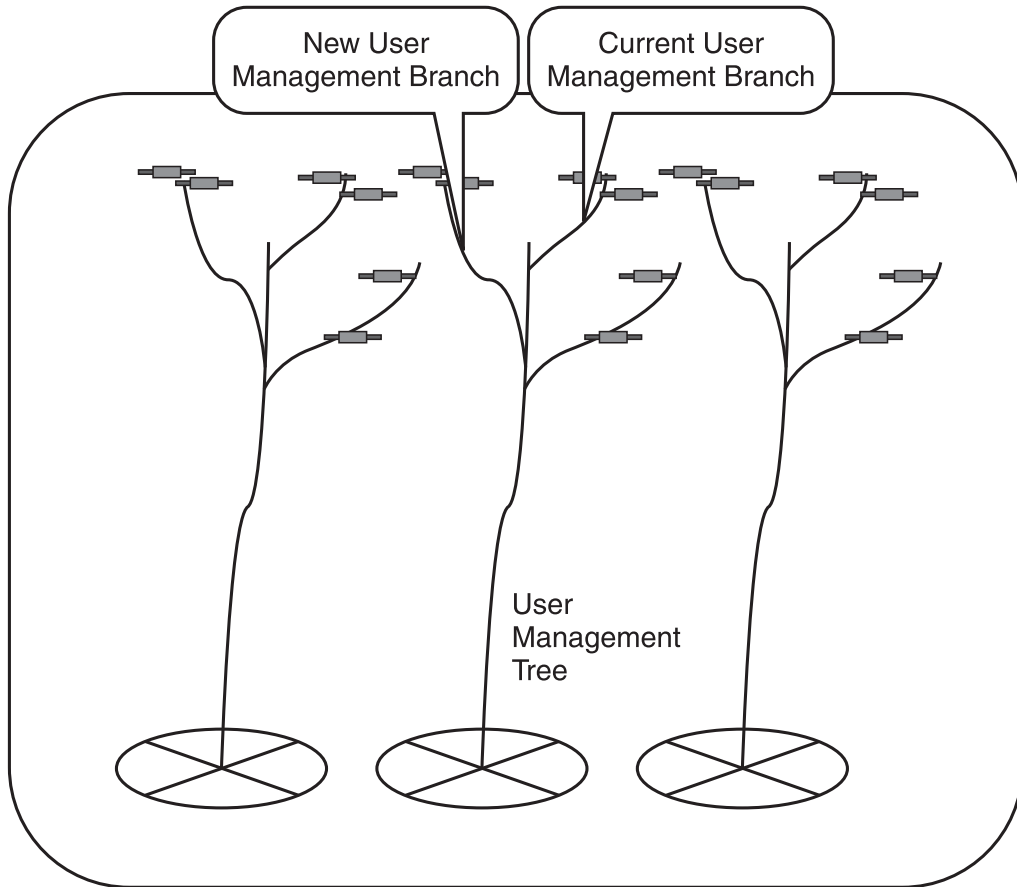 New User
Management Branch
Current User
Management Branch
User
Management
Tree